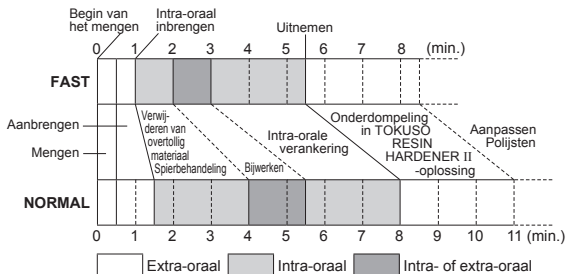 Begin van
het mengen
Intra-oraal
inbrengen
Uitnemen
0 1 2 3 4 5 6 7 8 (min.)
FAST
Aanbrengen
Mengen
Verwij-
deren van
overtollig
materiaal
Spierbehandeling
Bijwerken
Intra-orale
verankering
Onderdompeling
in TOKUSO
RESIN
HARDENER II
-oplossing
Aanpassen
Polijsten
NORMAL
0 1 2 3 4 5 6 7 8 9 10 11 (min.)
Extra-oraal Intra-oraal Intra- of extra-oraal